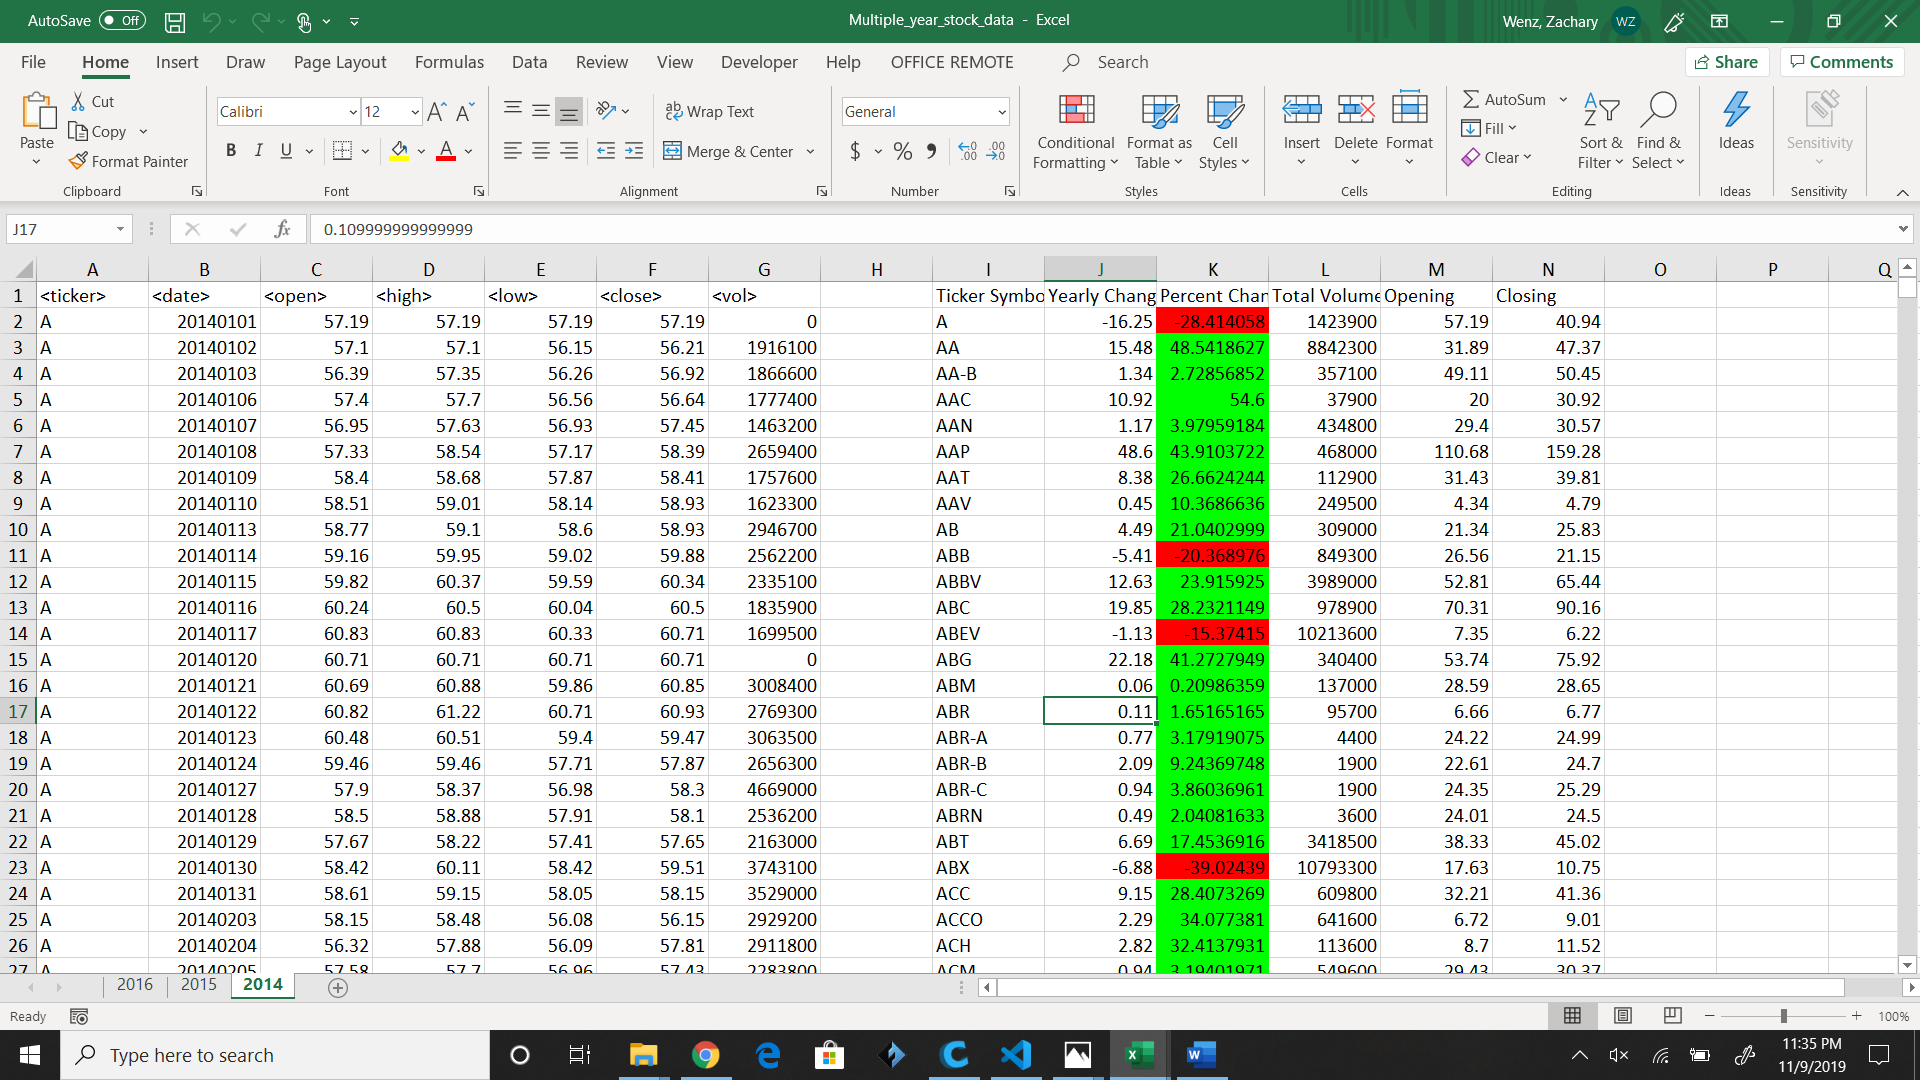 AutoSave Off Multiple_year_stock_data - Excel Wenz, Zachary WZ
File Home Insert Draw Page Layout Formulas Data Review View Developer Help OFFICE REMOTE Search Share Comments
Paste Cut Copy Format Painter Clipboard
Calibri 12 B I U A Font
Wrap Text Merge & Center Alignment
General $ % Number
Conditional Formatting Format as Table Cell Styles Styles
Insert Delete Format Cells
AutoSum Fill Clear Sort & Filter Find & Select Editing
Ideas Ideas
Sensitivity Sensitivity
J17 fx 0.109999999999999
A B C D E F G H I J K L M N O P Q
1 <ticker> <date> <open> <high> <low> <close> <vol> Ticker Symbo Yearly Chang Percent Chan Total Volume Opening Closing
2 A 20140101 57.19 57.19 57.19 57.19 0 A -16.25 -28.414058 1423900 57.19 40.94
3 A 20140102 57.1 57.1 56.15 56.21 1916100 AA 15.48 48.5418627 8842300 31.89 47.37
4 A 20140103 56.39 57.35 56.26 56.92 1866600 AA-B 1.34 2.72856852 357100 49.11 50.45
5 A 20140106 57.4 57.7 56.56 56.64 1777400 AAC 10.92 54.6 37900 20 30.92
6 A 20140107 56.95 57.63 56.93 57.45 1463200 AAN 1.17 3.97959184 434800 29.4 30.57
7 A 20140108 57.33 58.54 57.17 58.39 2659400 AAP 48.6 43.9103722 468000 110.68 159.28
8 A 20140109 58.4 58.68 57.87 58.41 1757600 AAT 8.38 26.6624244 112900 31.43 39.81
9 A 20140110 58.51 59.01 58.14 58.93 1623300 AAV 0.45 10.3686636 249500 4.34 4.79
10 A 20140113 58.77 59.1 58.6 58.93 2946700 AB 4.49 21.0402999 309000 21.34 25.83
11 A 20140114 59.16 59.95 59.02 59.88 2562200 ABB -5.41 -20.368976 849300 26.56 21.15
12 A 20140115 59.82 60.37 59.59 60.34 2335100 ABBV 12.63 23.915925 3989000 52.81 65.44
13 A 20140116 60.24 60.5 60.04 60.5 1835900 ABC 19.85 28.2321149 978900 70.31 90.16
14 A 20140117 60.83 60.83 60.33 60.71 1699500 ABEV -1.13 -15.37415 10213600 7.35 6.22
15 A 20140120 60.71 60.71 60.71 60.71 0 ABG 22.18 41.2727949 340400 53.74 75.92
16 A 20140121 60.69 60.88 59.86 60.85 3008400 ABM 0.06 0.20986359 137000 28.59 28.65
17 A 20140122 60.82 61.22 60.71 60.93 2769300 ABR 0.11 1.65165165 95700 6.66 6.77
18 A 20140123 60.48 60.51 59.4 59.47 3063500 ABR-A 0.77 3.17919075 4400 24.22 24.99
19 A 20140124 59.46 59.46 57.71 57.87 2656300 ABR-B 2.09 9.24369748 1900 22.61 24.7
20 A 20140127 57.9 58.37 56.98 58.3 4669000 ABR-C 0.94 3.86036961 1900 24.35 25.29
21 A 20140128 58.5 58.88 57.91 58.1 2536200 ABRN 0.49 2.04081633 3600 24.01 24.5
22 A 20140129 57.67 58.22 57.41 57.65 2163000 ABT 6.69 17.4536916 3418500 38.33 45.02
23 A 20140130 58.42 60.11 58.42 59.51 3743100 ABX -6.88 -39.02439 10793300 17.63 10.75
24 A 20140131 58.61 59.15 58.05 58.15 3529000 ACC 9.15 28.4073269 609800 32.21 41.36
25 A 20140203 58.15 58.48 56.08 56.15 2929200 ACCO 2.29 34.077381 641600 6.72 9.01
26 A 20140204 56.32 57.88 56.09 57.81 2911800 ACH 2.82 32.4137931 113600 8.7 11.52
27 A 20140205 57.58 57.7 56.96 57.43 2283800 ACM 0.94 3.19401971 549600 29.43 30.37
2016 2015 2014
Ready 100%
Type here to search
11:35 PM
11/9/2019